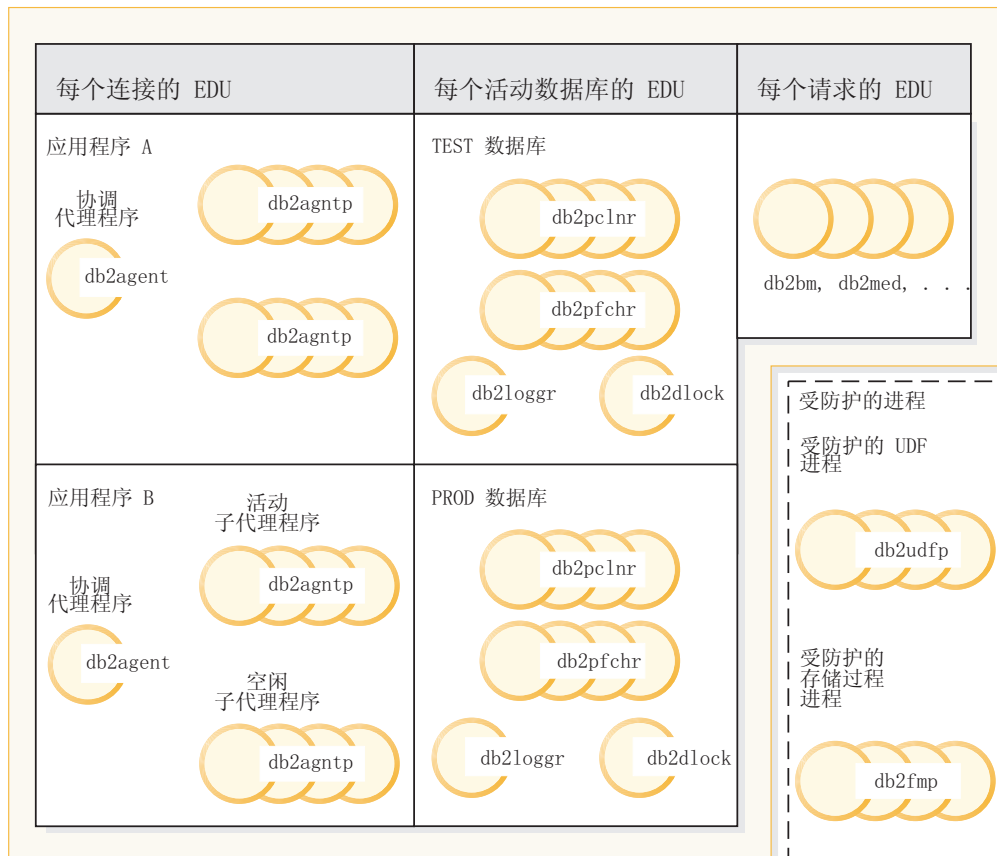 每个连接的 EDU
每个活动数据库的 EDU
每个请求的 EDU
应用程序 A
协调
代理程序
db2agent
db2agntp
db2agntp
TEST 数据库
db2pclnr
db2pfchr
db2loggr
db2dlock
db2bm, db2med, . . .
应用程序 B
协调
代理程序
db2agent
活动
子代理程序
db2agntp
空闲
子代理程序
db2agntp
PROD 数据库
db2pclnr
db2pfchr
db2loggr
db2dlock
受防护的进程
受防护的 UDF
进程
db2udfp
受防护的
存储过程
进程
db2fmp